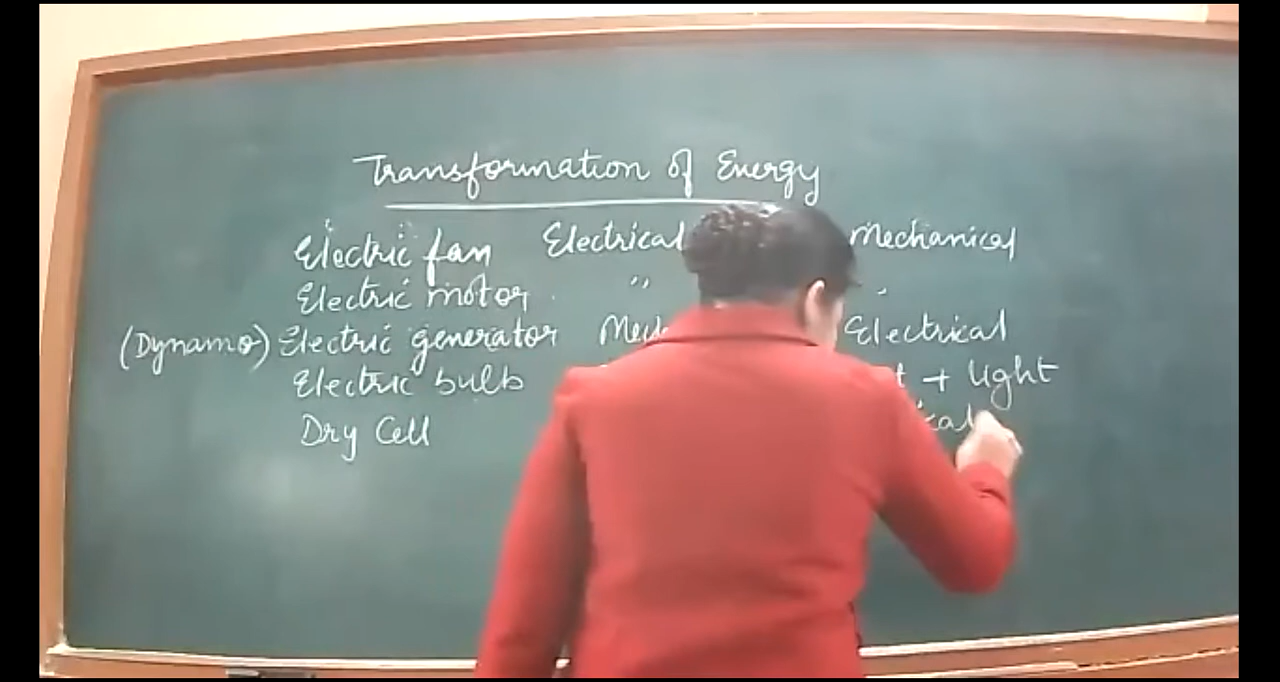 Transformation of Energy
Electric fan Electrical Mechanical
Electric motor " "
(Dynamo) Electric generator Electrical
Electric bulb + Light
Dry Cell